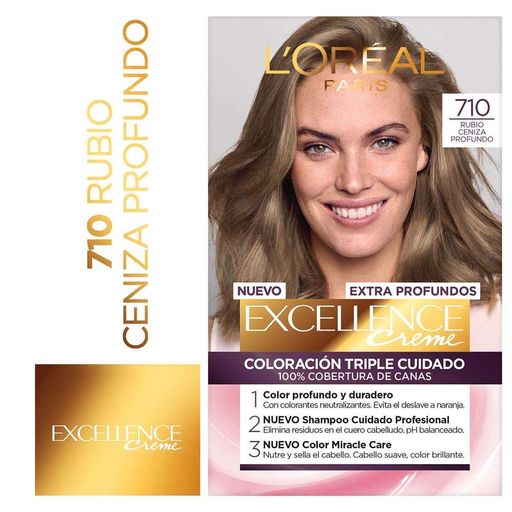 710 RUBIO
CENIZA PROFUNDO
EXCELLENCE
Creme
L'ORÉAL
PARIS
710
RUBIO
CENIZA
PROFUNDO
NUEVO
EXTRA PROFUNDOS
EXCELLENCE
Creme
COLORACIÓN TRIPLE CUIDADO
100% COBERTURA DE CANAS
1 Color profundo y duradero
Con colorantes neutralizantes. Evita el deslave a naranja.
2 NUEVO Shampoo Cuidado Profesional
Elimina residuos en el cuero cabelludo, pH balanceado.
3 NUEVO Color Miracle Care
Nutre y sella el cabello. Cabello suave, color brillante.